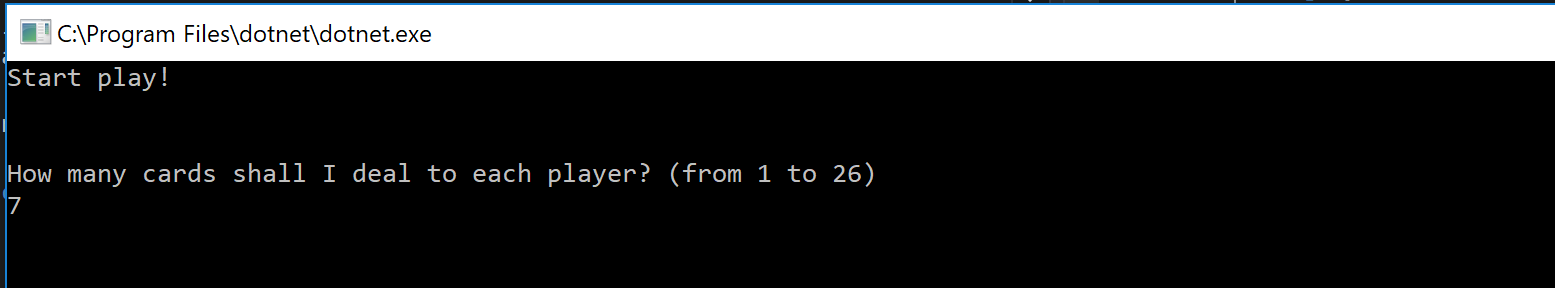 C:\Program Files\dotnet\dotnet.exe
Start play!
How many cards shall I deal to each player? (from 1 to 26)
7